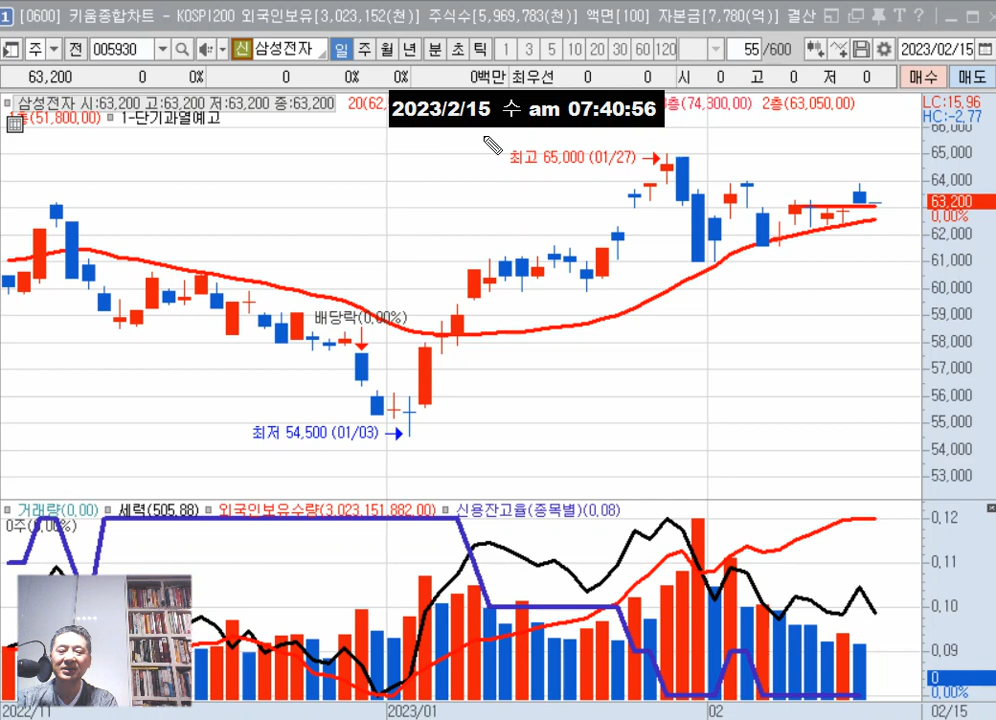 1 [0600] 키움종합차트 - KOSPI200 외국인보유[3,023,152(천)] 주식수[5,969,783(천)] 액면[100] 자본금[7,780(억)] 결산
주 전 005930 신 삼성전자 일 주 월 년 분 초 틱 1 3 5 10 20 30 60 120 55 /600 2023/02/15
63,200 0 0% 0 0% 0% 0백만 최우선 0 0 시 0 고 0 저 0 매수 매도
2023/2/15 수 am 07:40:56
삼성전자 시:63,200 고:63,200 저:63,200 종:63,200 20(62, 층(74,300,00) 2층(63,050,00) LC:15,96
(51,800,00) 1-단기과열예고 HC:-2,77
66,000
최고 65,000 (01/27) 65,000
64,000
63,200
0,00%
62,000
61,000
60,000
59,000
배당락(0,00%)
58,000
57,000
56,000
55,000
최저 54,500 (01/03) 54,000
53,000
거래량(0,00) 세력(505,88) 외국인보유수량(3,023,151,882,00) 신용잔고율(종목별)(0,08)
0주(0,00%) 0,12
0,11
0,10
0,09
0
0,00%
2022/11 2023/01 02 02/15